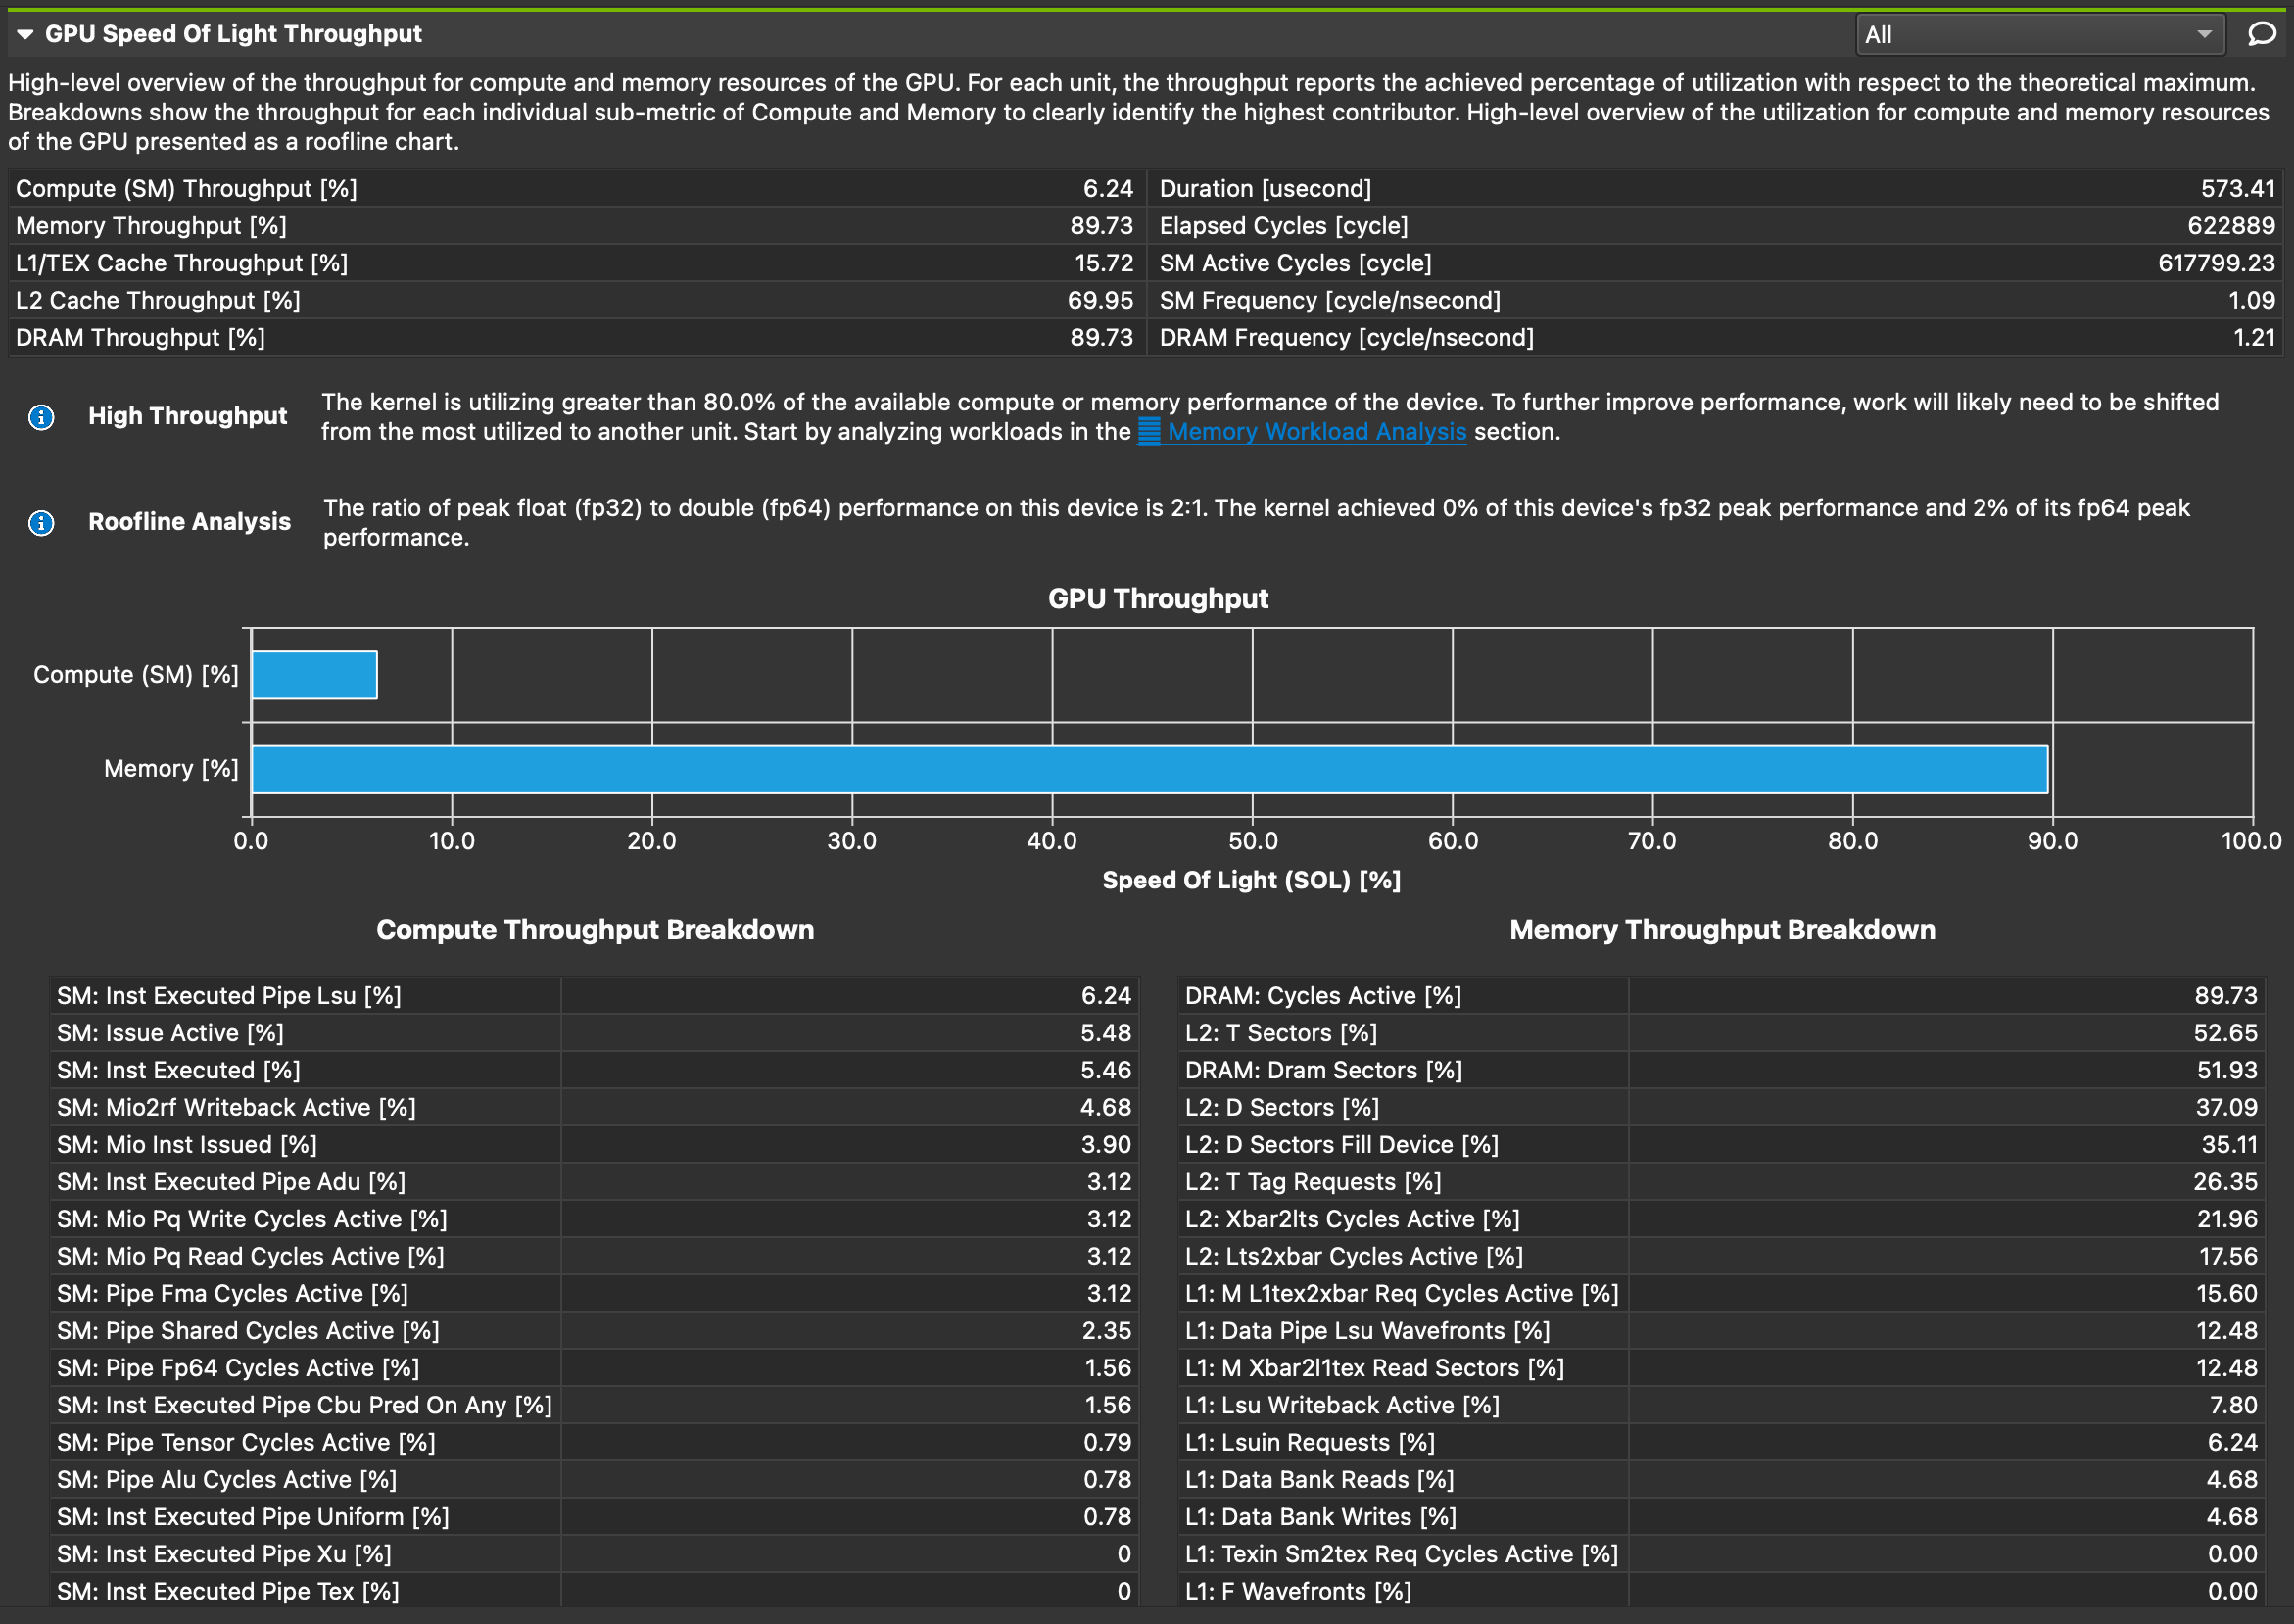 GPU Speed Of Light Throughput
All
High-level overview of the throughput for compute and memory resources of the GPU. For each unit, the throughput reports the achieved percentage of utilization with respect to the theoretical maximum.
Breakdowns show the throughput for each individual sub-metric of Compute and Memory to clearly identify the highest contributor. High-level overview of the utilization for compute and memory resources
of the GPU presented as a roofline chart.
Compute (SM) Throughput [%] 6.24 Duration [usecond] 573.41
Memory Throughput [%] 89.73 Elapsed Cycles [cycle] 622889
L1/TEX Cache Throughput [%] 15.72 SM Active Cycles [cycle] 617799.23
L2 Cache Throughput [%] 69.95 SM Frequency [cycle/nsecond] 1.09
DRAM Throughput [%] 89.73 DRAM Frequency [cycle/nsecond] 1.21
High Throughput
The kernel is utilizing greater than 80.0% of the available compute or memory performance of the device. To further improve performance, work will likely need to be shifted
from the most utilized to another unit. Start by analyzing workloads in the Memory Workload Analysis section.
Roofline Analysis
The ratio of peak float (fp32) to double (fp64) performance on this device is 2:1. The kernel achieved 0% of this device's fp32 peak performance and 2% of its fp64 peak
performance.
GPU Throughput
Compute (SM) [%]
Memory [%]
0.0 10.0 20.0 30.0 40.0 50.0 60.0 70.0 80.0 90.0 100.0
Speed Of Light (SOL) [%]
Compute Throughput Breakdown
SM: Inst Executed Pipe Lsu [%] 6.24
SM: Issue Active [%] 5.48
SM: Inst Executed [%] 5.46
SM: Mio2rf Writeback Active [%] 4.68
SM: Mio Inst Issued [%] 3.90
SM: Inst Executed Pipe Adu [%] 3.12
SM: Mio Pq Write Cycles Active [%] 3.12
SM: Mio Pq Read Cycles Active [%] 3.12
SM: Pipe Fma Cycles Active [%] 3.12
SM: Pipe Shared Cycles Active [%] 2.35
SM: Pipe Fp64 Cycles Active [%] 1.56
SM: Inst Executed Pipe Cbu Pred On Any [%] 1.56
SM: Pipe Tensor Cycles Active [%] 0.79
SM: Pipe Alu Cycles Active [%] 0.78
SM: Inst Executed Pipe Uniform [%] 0.78
SM: Inst Executed Pipe Xu [%] 0
SM: Inst Executed Pipe Tex [%] 0
Memory Throughput Breakdown
DRAM: Cycles Active [%] 89.73
L2: T Sectors [%] 52.65
DRAM: Dram Sectors [%] 51.93
L2: D Sectors [%] 37.09
L2: D Sectors Fill Device [%] 35.11
L2: T Tag Requests [%] 26.35
L2: Xbar2lts Cycles Active [%] 21.96
L2: Lts2xbar Cycles Active [%] 17.56
L1: M L1tex2xbar Req Cycles Active [%] 15.60
L1: Data Pipe Lsu Wavefronts [%] 12.48
L1: M Xbar2l1tex Read Sectors [%] 12.48
L1: Lsu Writeback Active [%] 7.80
L1: Lsuin Requests [%] 6.24
L1: Data Bank Reads [%] 4.68
L1: Data Bank Writes [%] 4.68
L1: Texin Sm2tex Req Cycles Active [%] 0.00
L1: F Wavefronts [%] 0.00